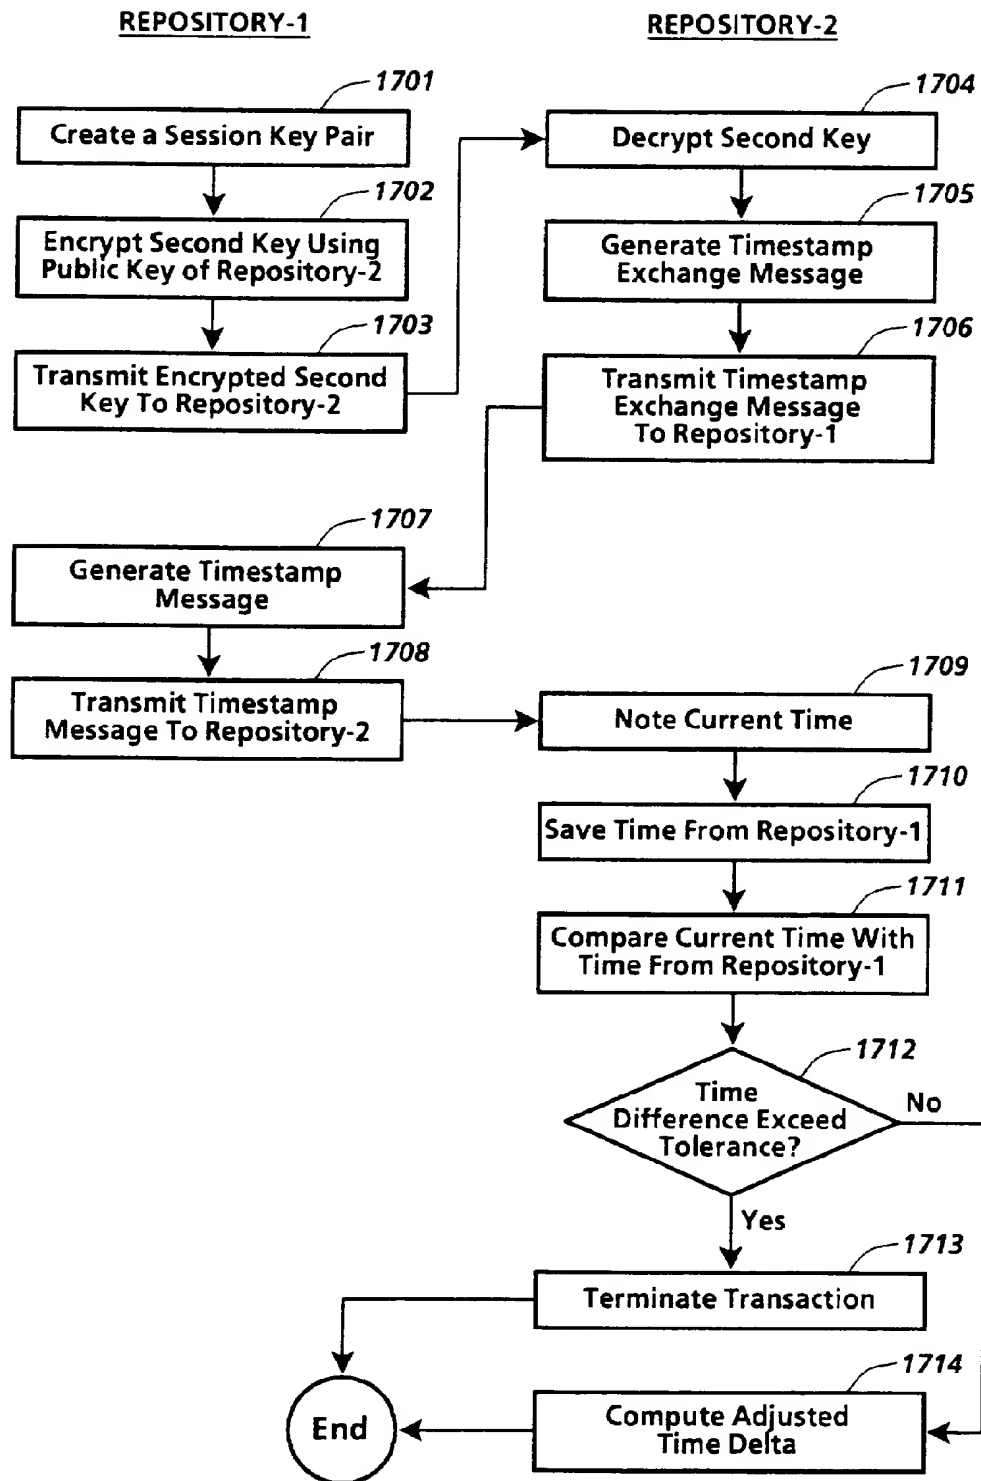 REPOSITORY-1
REPOSITORY-2
1701
Create a Session Key Pair
1702
Encrypt Second Key Using
Public Key of Repository-2
1703
Transmit Encrypted Second
Key To Repository-2
1704
Decrypt Second Key
1705
Generate Timestamp
Exchange Message
1706
Transmit Timestamp
Exchange Message
To Repository-1
1707
Generate Timestamp
Message
1708
Transmit Timestamp
Message To Repository-2
1709
Note Current Time
1710
Save Time From Repository-1
1711
Compare Current Time With
Time From Repository-1
1712
Time
Difference Exceed
Tolerance?
No
Yes
1713
Terminate Transaction
1714
Compute Adjusted
Time Delta
End